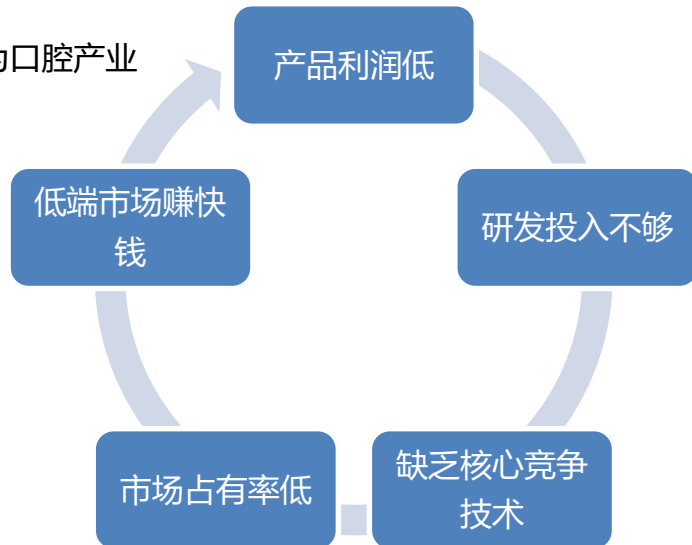 口腔产业
产品利润低
研发投入不够
缺乏核心竞争
技术
市场占有率低
低端市场赚快
钱